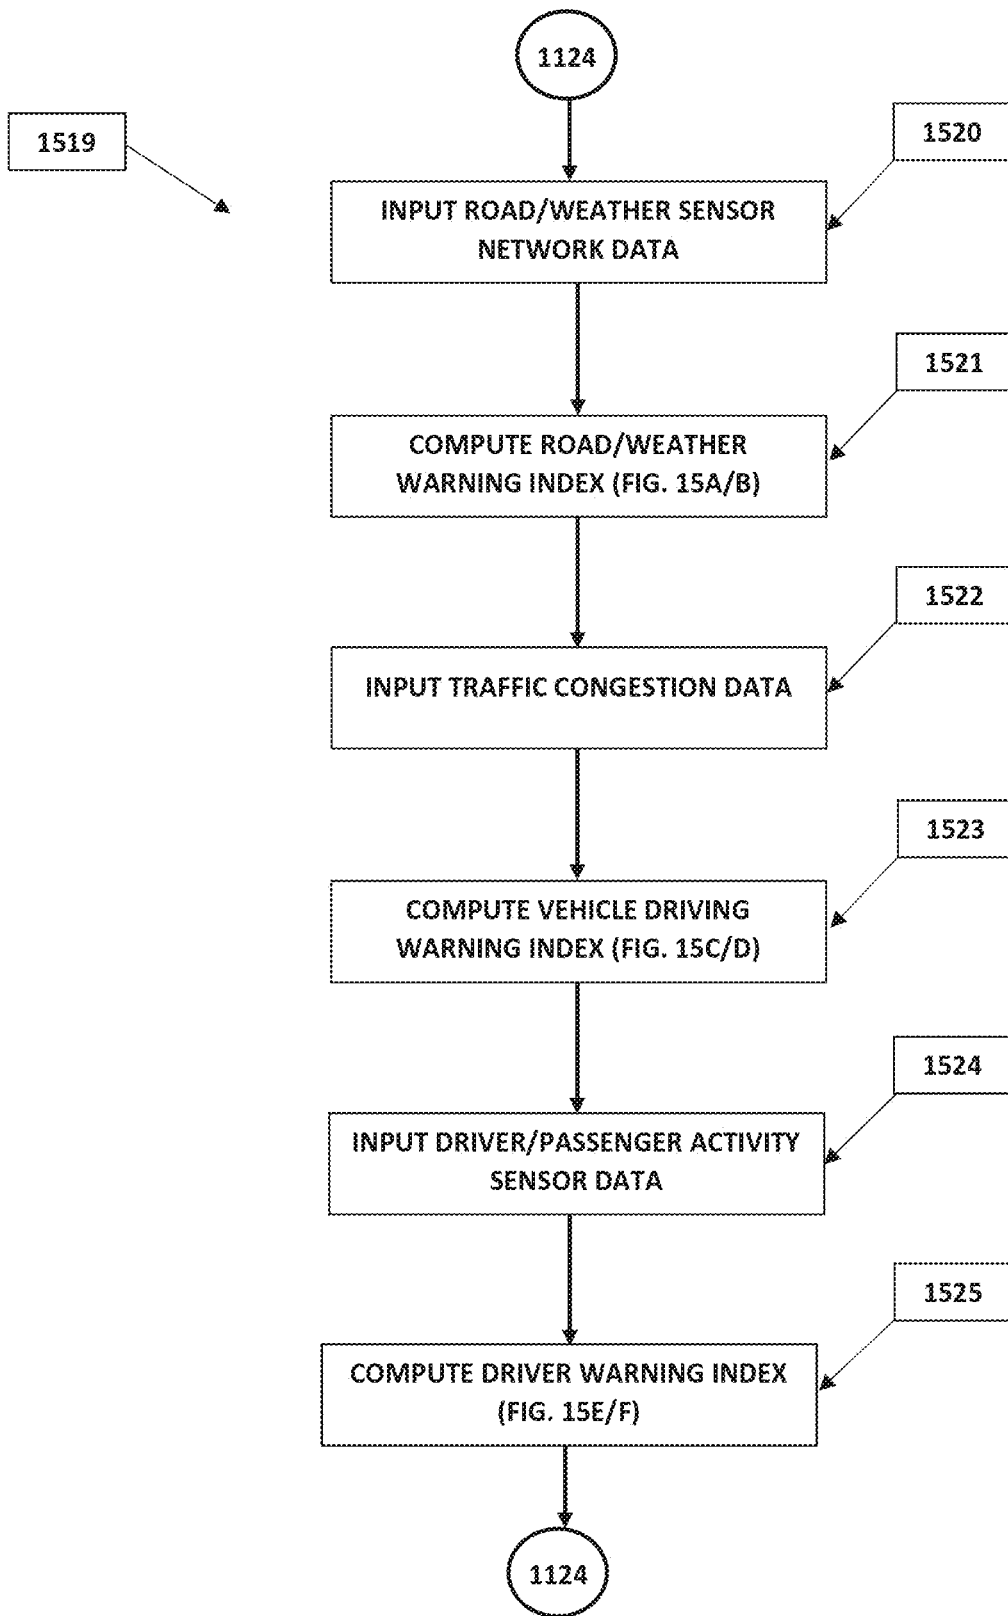 1124
1519
1520
INPUT ROAD/WEATHER SENSOR
NETWORK DATA
1521
COMPUTE ROAD/WEATHER
WARNING INDEX (FIG. 15A/B)
1522
INPUT TRAFFIC CONGESTION DATA
1523
COMPUTE VEHICLE DRIVING
WARNING INDEX (FIG. 15C/D)
1524
INPUT DRIVER/PASSENGER ACTIVITY
SENSOR DATA
1525
COMPUTE DRIVER WARNING INDEX
(FIG. 15E/F)
1124